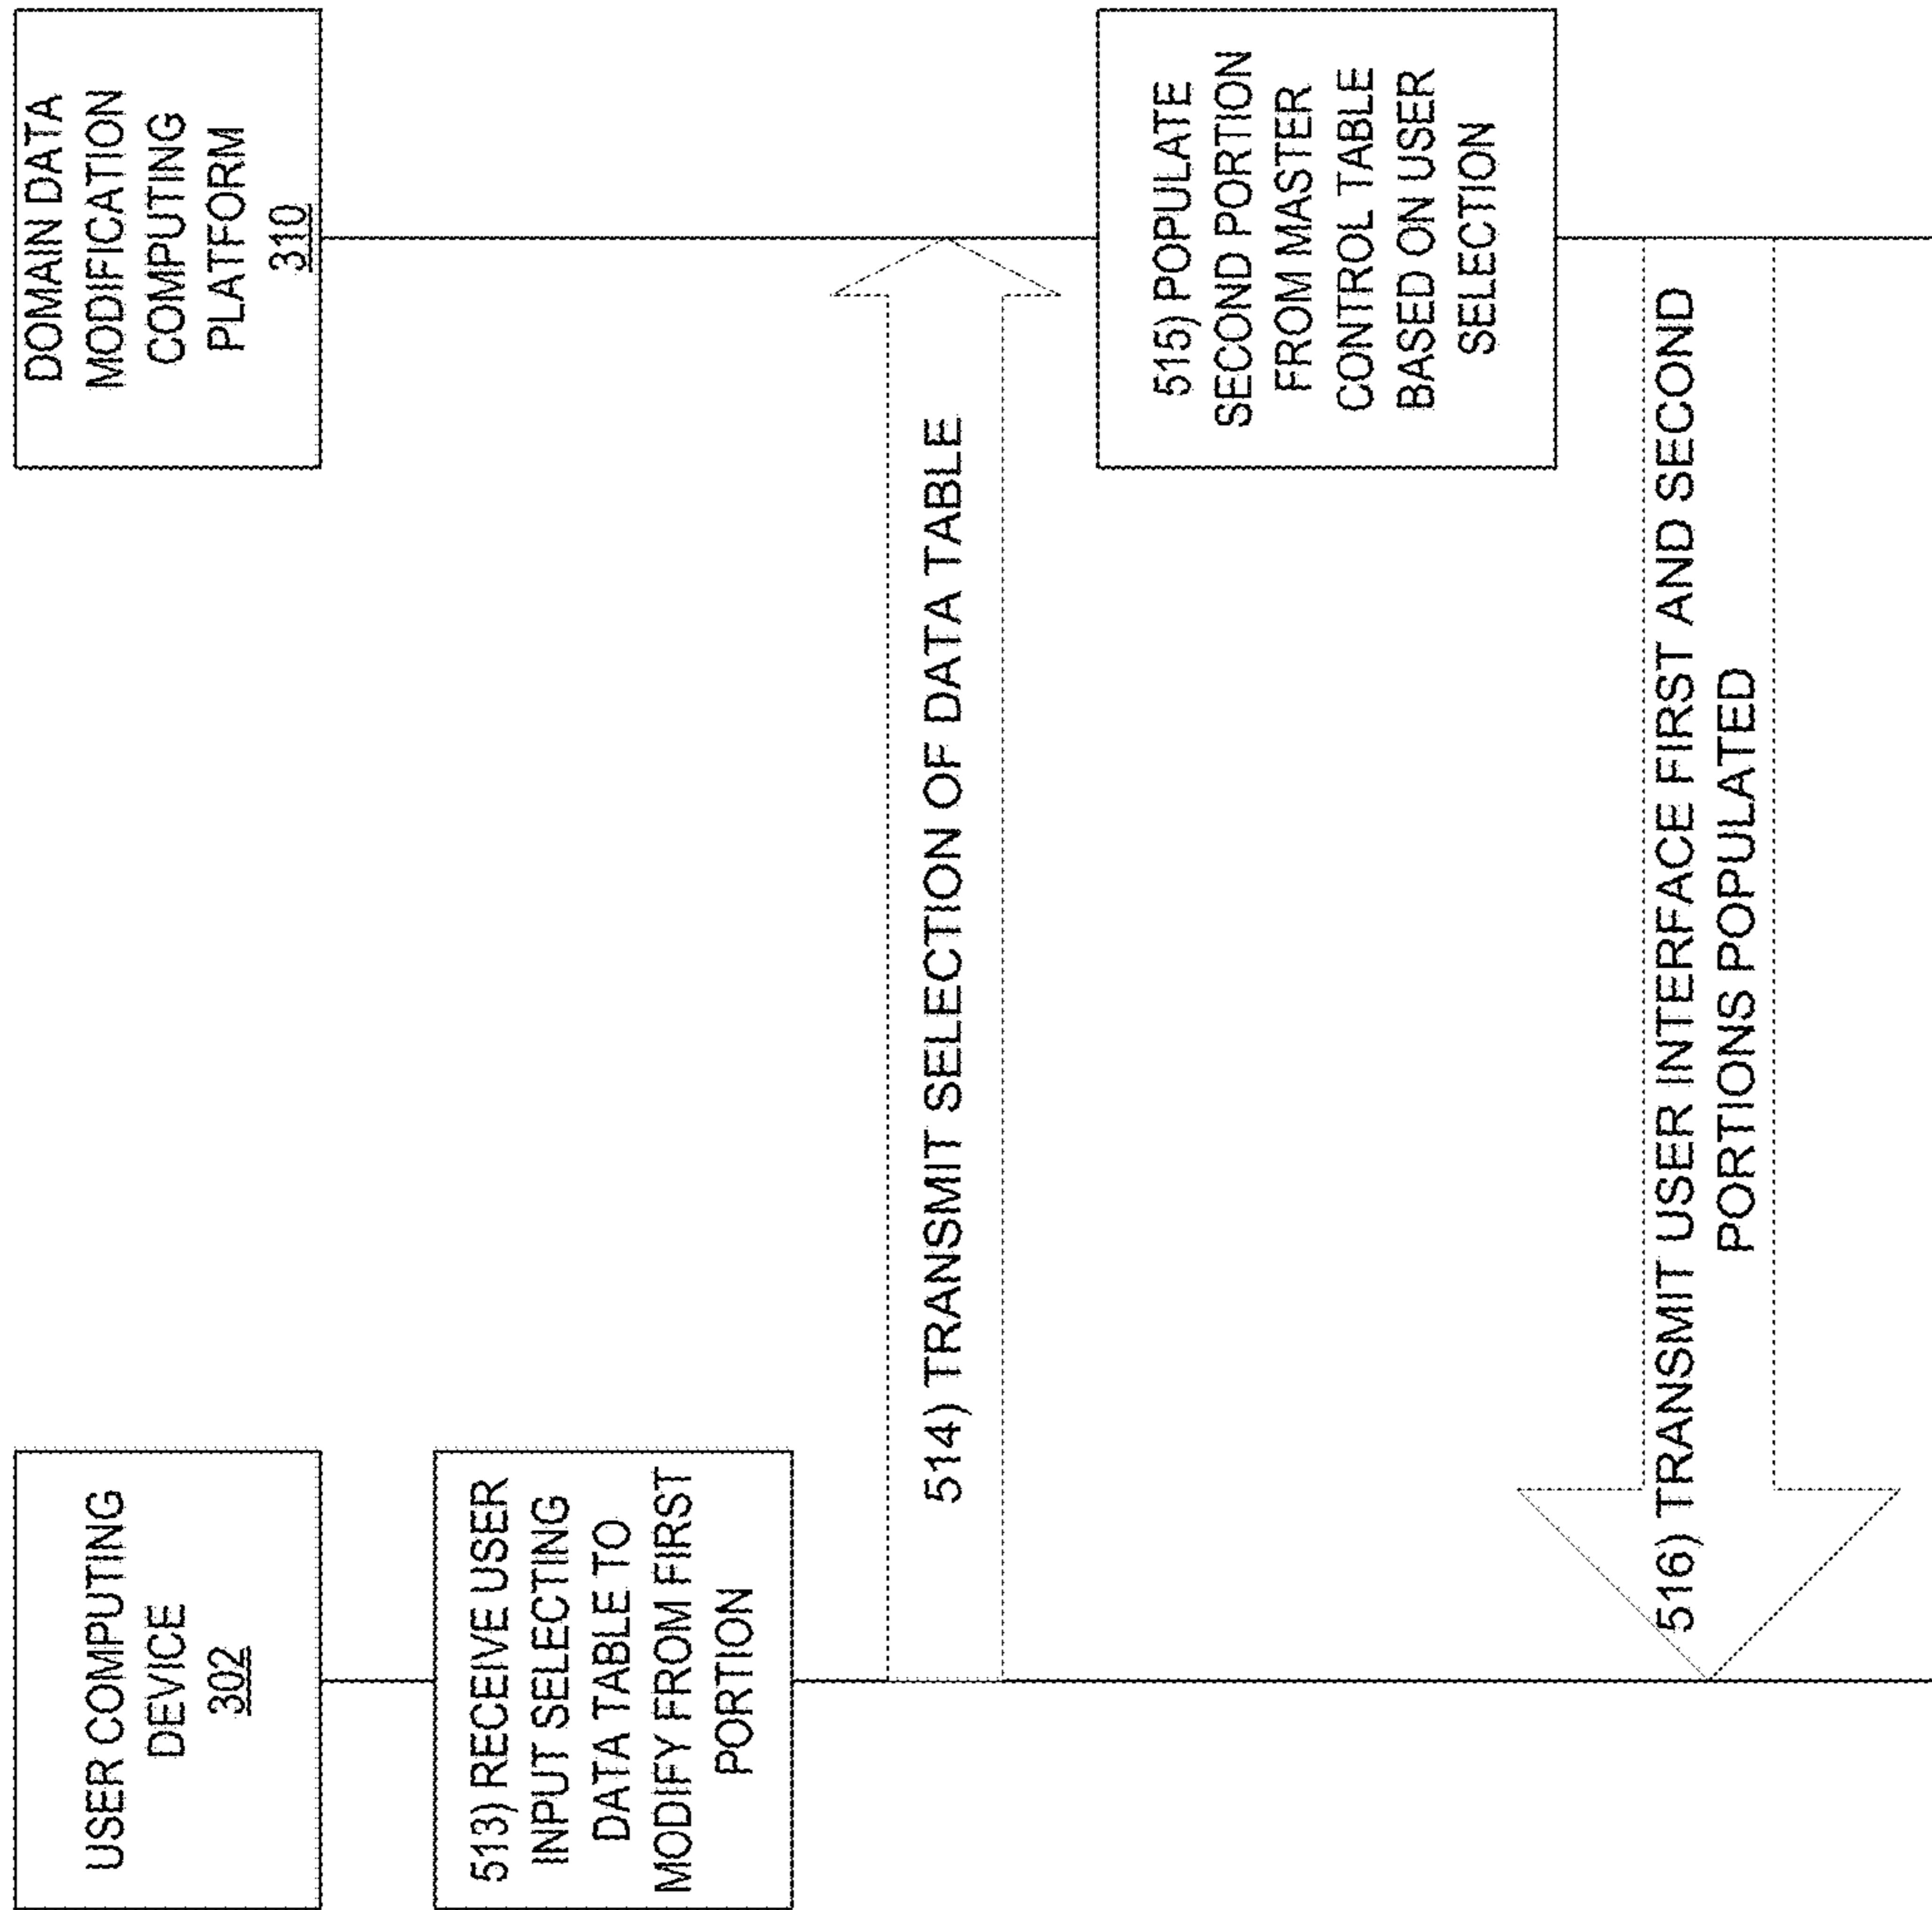 USER COMPUTING
DEVICE
302
DOMAIN DATA
MODIFICATION
COMPUTING
PLATFORM
310
513) RECEIVE USER
INPUT SELECTING
DATA TABLE TO
MODIFY FROM FIRST
PORTION
514) TRANSMIT SELECTION OF DATA TABLE
515) POPULATE
SECOND PORTION
FROM MASTER
CONTROL TABLE
BASED ON USER
SELECTION
516) TRANSMIT USER INTERFACE FIRST AND SECOND
PORTIONS POPULATED